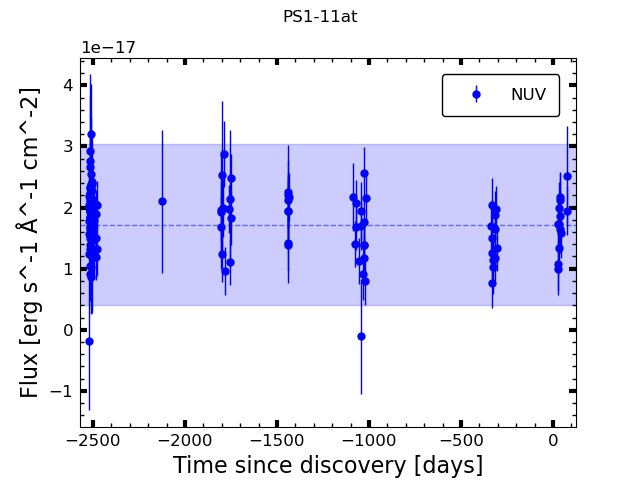 PS1-11at
1e−17
4
3
2
1
0
−1
Flux [erg s^-1 Å^-1 cm^-2]
NUV
−2500 −2000 −1500 −1000 −500 0
Time since discovery [days]